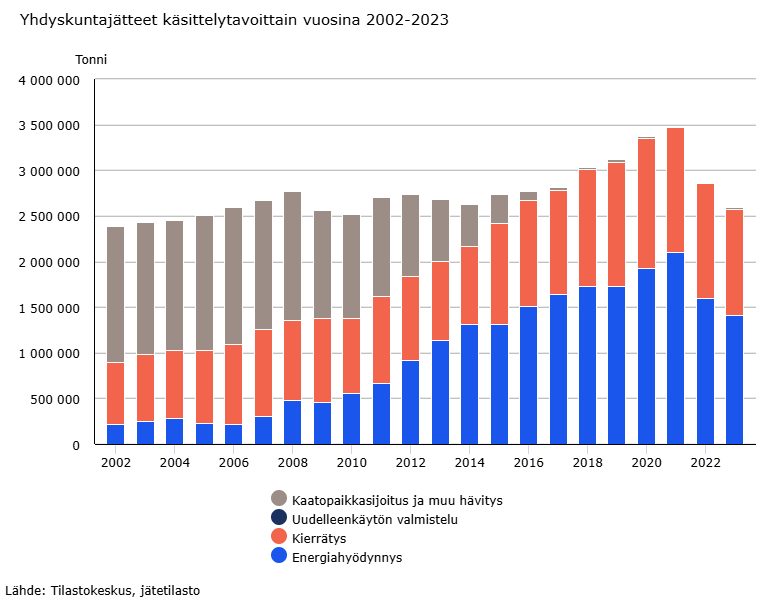 Yhdyskuntajätteet käsittelytavoittain vuosina 2002-2023
Tonni
4 000 000
3 500 000
3 000 000
2 500 000
2 000 000
1 500 000
1 000 000
500 000
0
2002 2004 2006 2008 2010 2012 2014 2016 2018 2020 2022
Kaatopaikkasijoitus ja muu hävitys
Uudelleenkäytön valmistelu
Kierrätys
Energiahyödynnys
Lähde: Tilastokeskus, jätetilasto